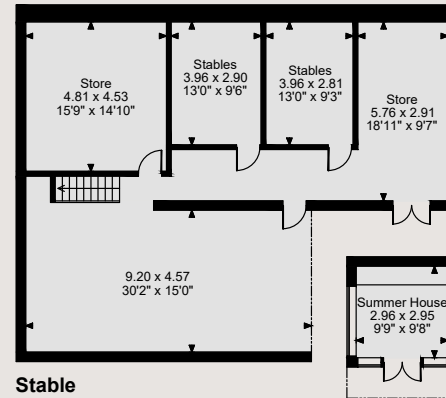 Store
4.81 x 4.53
15'9" x 14'10"
Stables
3.96 x 2.90
13'0" x 9'6"
Stables
3.96 x 2.81
13'0" x 9'3"
Store
5.76 x 2.91
18'11" x 9'7"
9.20 x 4.57
30'2" x 15'0"
Summer House
2.96 x 2.95
9'9" x 9'8"
Stable